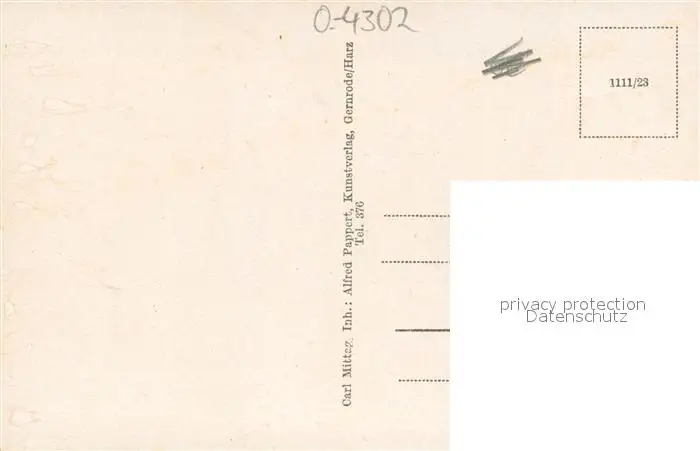 O-4302
1111/23
Carl Mittag. Inh.: Alfred Pappert, Kunstverlag, Gernrode/Harz
Tel. 376
privacy protection
Datenschutz